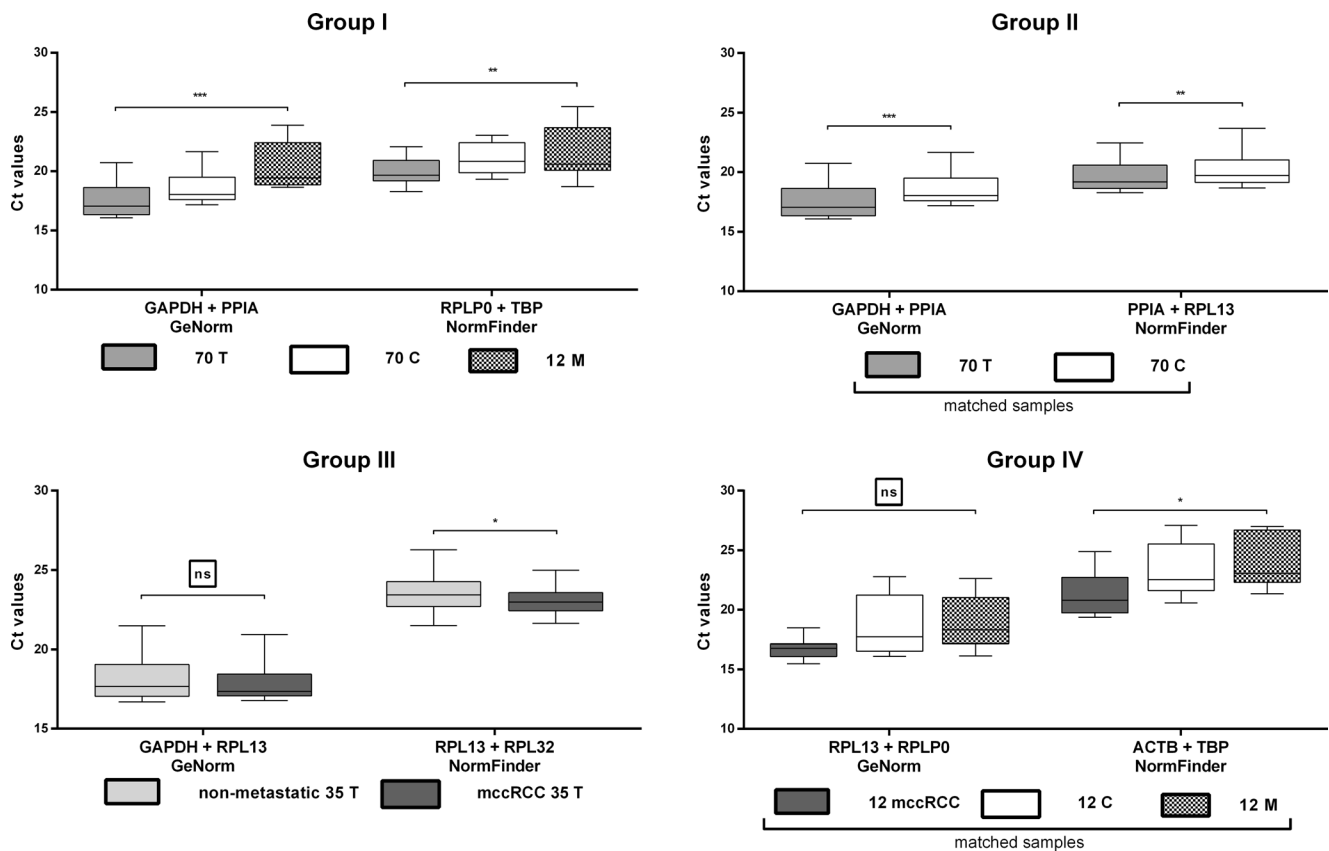 Group I
30
25
20
15
10
Ct values
***
**
GAPDH + PPIA
GeNorm
RPLP0 + TBP
NormFinder
70 T
70 C
12 M
Group II
30
25
20
15
10
Ct values
***
**
GAPDH + PPIA
GeNorm
PPIA + RPL13
NormFinder
70 T
70 C
matched samples
Group III
30
25
20
15
Ct values
ns
*
GAPDH + RPL13
GeNorm
RPL13 + RPL32
NormFinder
non-metastatic 35 T
mccRCC 35 T
Group IV
30
25
20
15
10
Ct values
ns
*
RPL13 + RPLP0
GeNorm
ACTB + TBP
NormFinder
12 mccRCC
12 C
12 M
matched samples